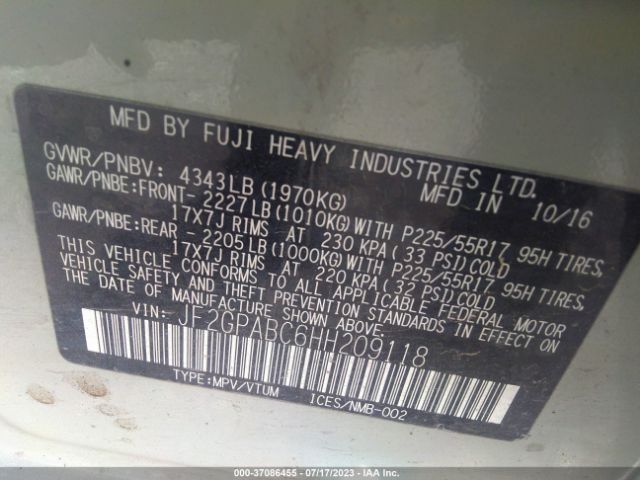 MFD BY FUJI HEAVY INDUSTRIES LTD.
GVWR/PNBV: 4343LB(1970KG) MFD IN 10/16
GAWR/PNBE:FRONT-2227LB(1010KG)WITH P225/55R17 95H TIRES,
17X7J RIMS AT 230 KPA(33 PSI)COLD
GAWR/PNBE:REAR -2205LB(1000KG)WITH P225/55R17 95H TIRES,
17X7J RIMS AT 220 KPA(32 PSI)COLD
THIS VEHICLE CONFORMS TO ALL APPLICABLE FEDERAL MOTOR
VEHICLE SAFETY AND THEFT PREVENTION STANDARDS IN EFFECT ON
THE DATE OF MANUFACTURE SHOWN ABOVE.
VIN: JF2GPABC6HH209118
TYPE:MPV/VTUM ICES/NMB-002
000-37086455 - 07/17/2023 - IAA Inc.